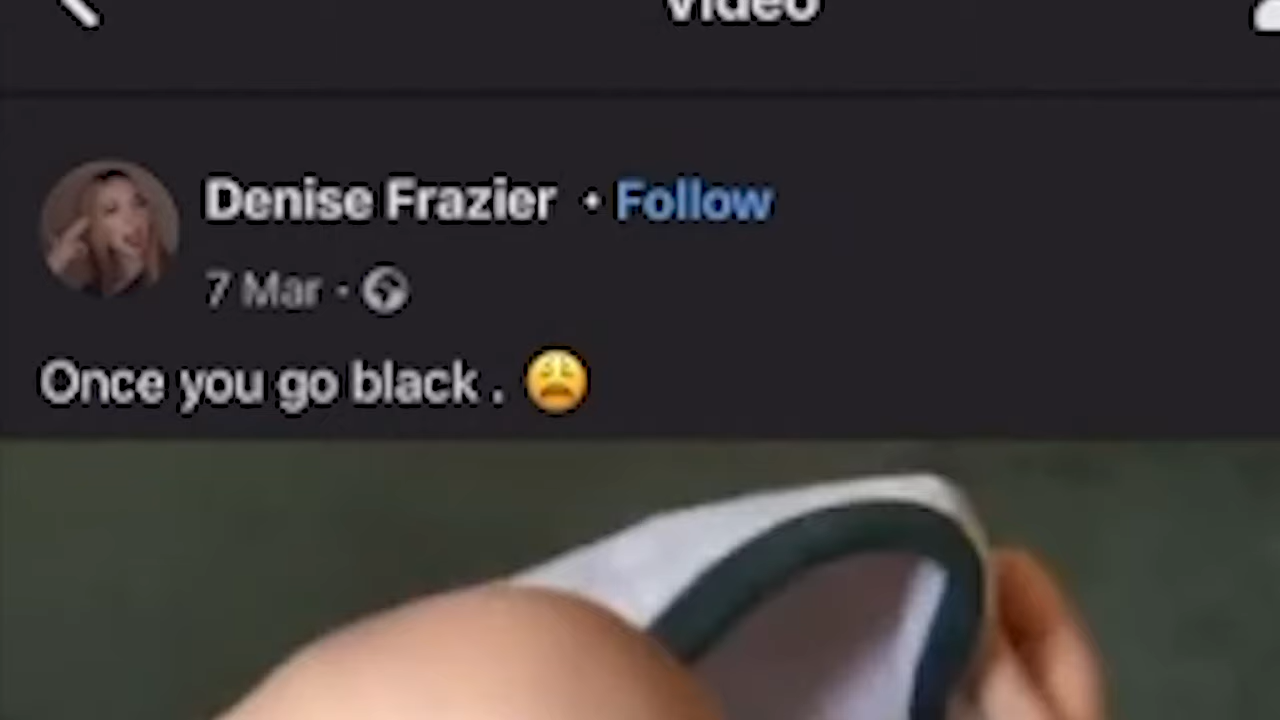 Video
Denise Frazier • Follow
7 Mar ·
Once you go black . 😩